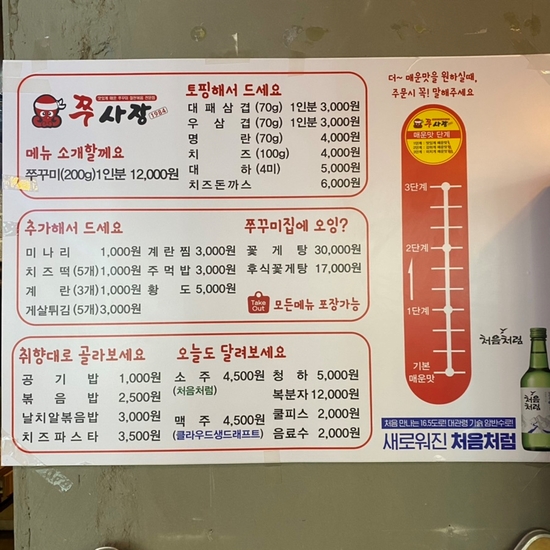 쭈사장
1984
메뉴 소개할께요
쭈꾸미(200g)1인분 12,000원
토핑해서 드세요
대패삼겹 (70g) 1인분 3,000원
우삼겹 (70g) 1인분 3,000원
명란 (70g) 4,000원
치즈 (100g) 4,000원
대하 (4미) 5,000원
치즈돈까스 6,000원
추가해서 드세요
미나리 1,000원
치즈떡 (5개) 1,000원
계란 (3개) 1,000원
게살튀김 (5개) 3,000원
계란찜 3,000원
주먹밥 3,000원
황도 5,000원
쭈꾸미집에 오잉?
꽃게탕 30,000원
후식꽃게탕 17,000원
Take Out
모든메뉴 포장가능
취향대로 골라보세요
공기밥 1,000원
볶음밥 2,500원
날치알볶음밥 3,000원
치즈파스타 3,500원
오늘도 달려보세요
소주 4,500원
(처음처럼)
맥주 4,500원
(클라우드생드래프트)
청하 5,000원
복분자 12,000원
쿨피스 2,000원
음료수 2,000원
더~ 매운맛을 원하실때,
주문시 꼭! 말해주세요
쭈사장
매운맛 단계
3단계
2단계
1단계
기본
매운맛
처음처럼
처음
처럼
처음 만나는 16.5도로! 대관령 기슭 암반수로!
새로워진 처음처럼